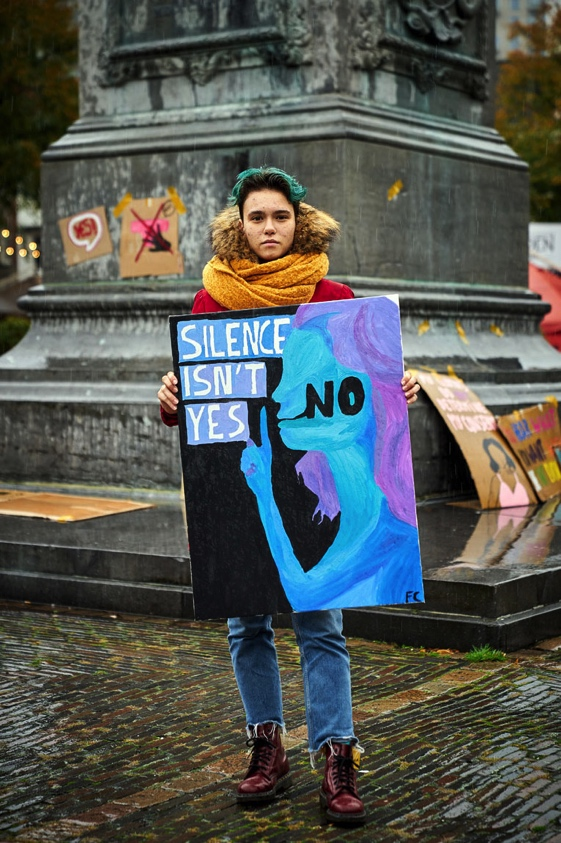 SILENCE
ISN'T
YES
NO
FC